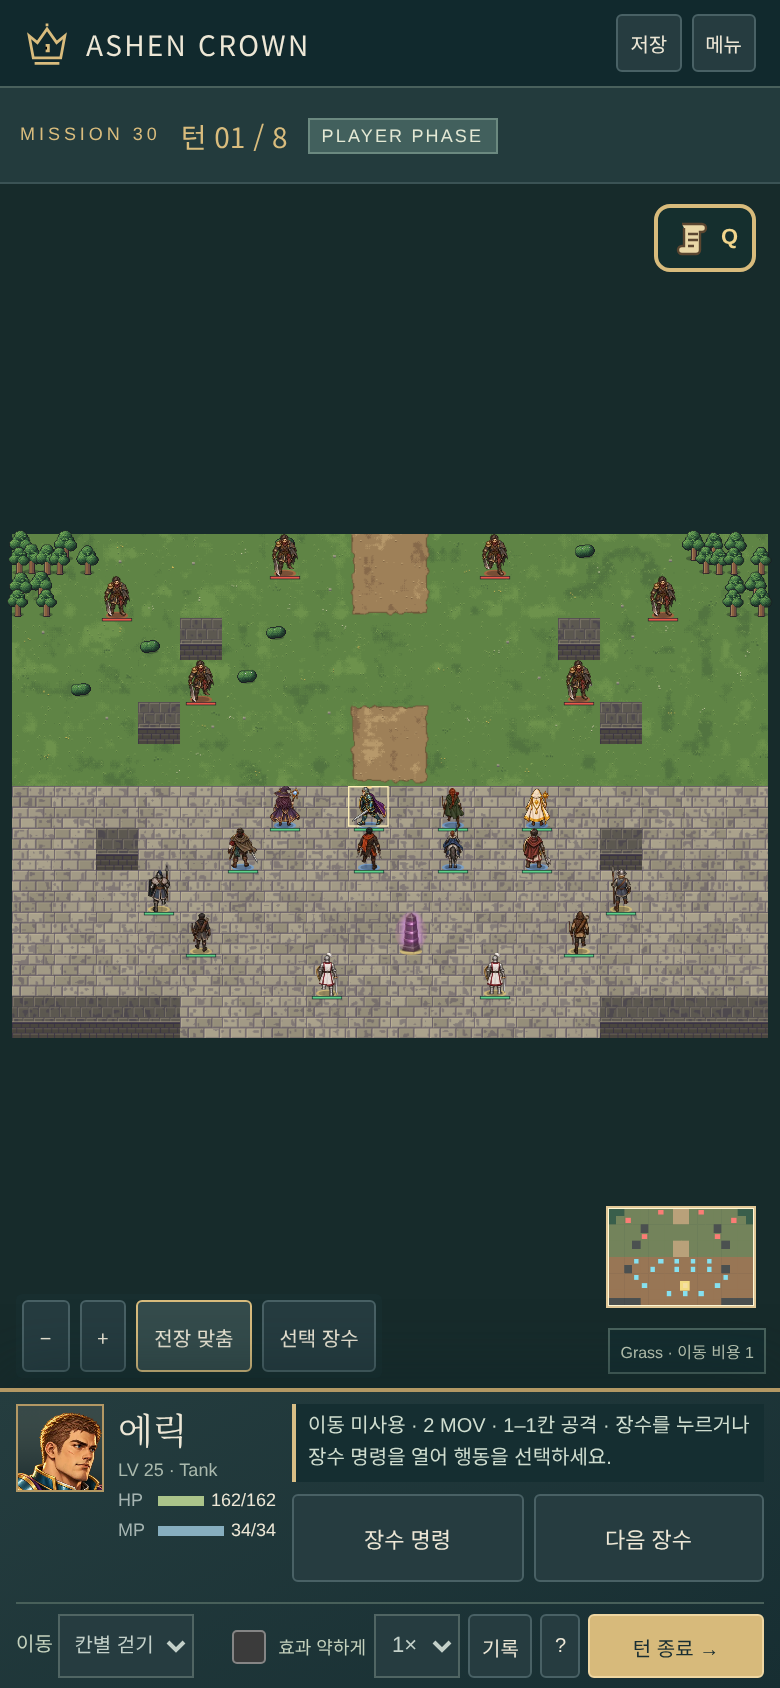 ASHEN CROWN
저장
메뉴
MISSION 30
턴 01 / 8
PLAYER PHASE
Q
−
+
전장 맞춤
선택 장수
Grass · 이동 비용 1
에릭
LV 25 · Tank
HP 162/162
MP 34/34
이동 미사용 · 2 MOV · 1–1칸 공격 · 장수를 누르거나
장수 명령을 열어 행동을 선택하세요.
장수 명령
다음 장수
이동
칸별 걷기
효과 약하게
1×
기록
?
턴 종료 →